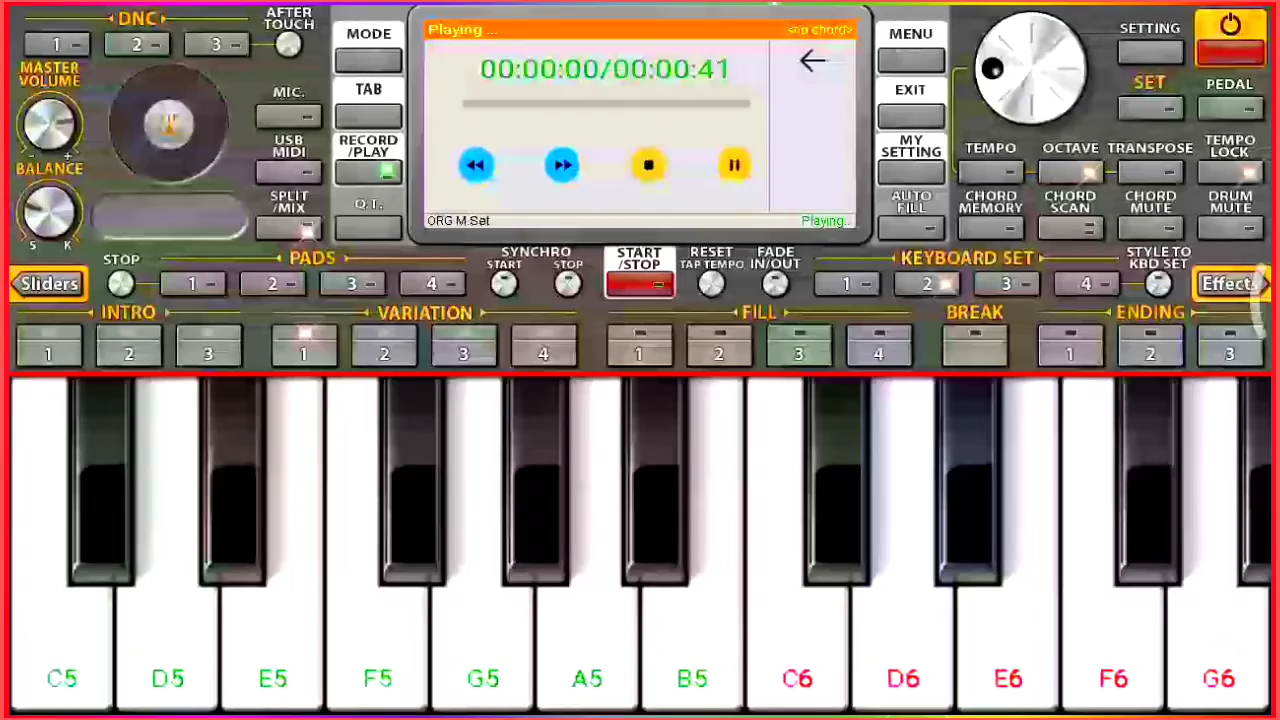 DNC
AFTER TOUCH
1 2 3
MASTER VOLUME
- +
BALANCE
S K
MIC.
USB MIDI
SPLIT /MIX
MODE
TAB
RECORD /PLAY
Q.T.
Playing ...
<no chord>
00:00:00/00:00:41
ORG M.Sat
Playing..
MENU
EXIT
MY SETTING
AUTO FILL
SETTING
SET
PEDAL
TEMPO
OCTAVE
TRANSPOSE
TEMPO LOCK
CHORD MEMORY
CHORD SCAN
CHORD MUTE
DRUM MUTE
Sliders
STOP
PADS
1 2 3 4
SYNCHRO
START STOP
START /STOP
RESET
TAP TEMPO
FADE IN/OUT
KEYBOARD SET
1 2 3 4
STYLE TO KBD SET
Effects
INTRO
1 2 3
VARIATION
1 2 3 4
FILL
1 2 3 4
BREAK
ENDING
1 2 3
C5 D5 E5 F5 G5 A5 B5 C6 D6 E6 F6 G6